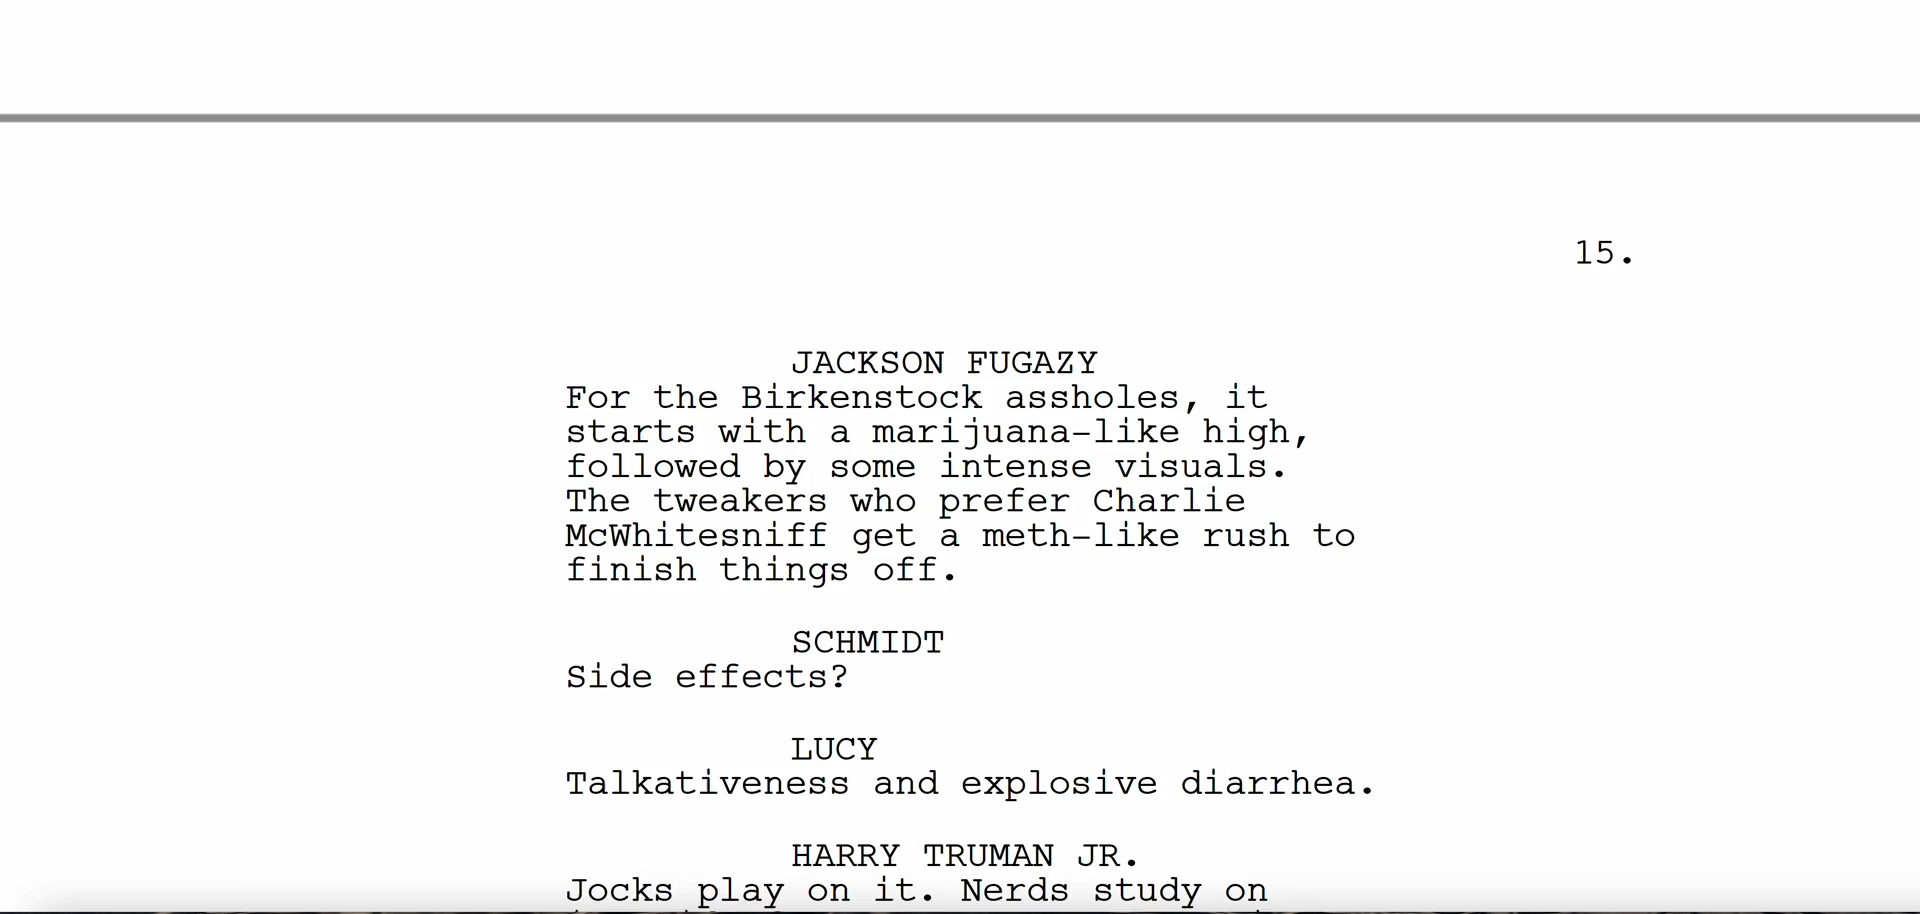 15.
JACKSON FUGAZY
For the Birkenstock assholes, it
starts with a marijuana-like high,
followed by some intense visuals.
The tweakers who prefer Charlie
McWhitesniff get a meth-like rush to
finish things off.
SCHMIDT
Side effects?
LUCY
Talkativeness and explosive diarrhea.
HARRY TRUMAN JR.
Jocks play on it. Nerds study on